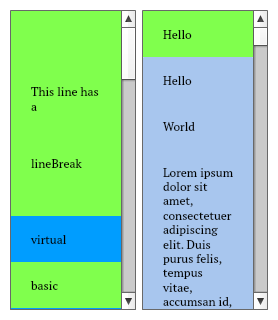 This line has
a
lineBreak
virtual
basic
Hello
Hello
World
Lorem ipsum
dolor sit
amet,
consectetuer
adipiscing
elit. Duis
purus felis,
tempus
vitae,
accumsan id,